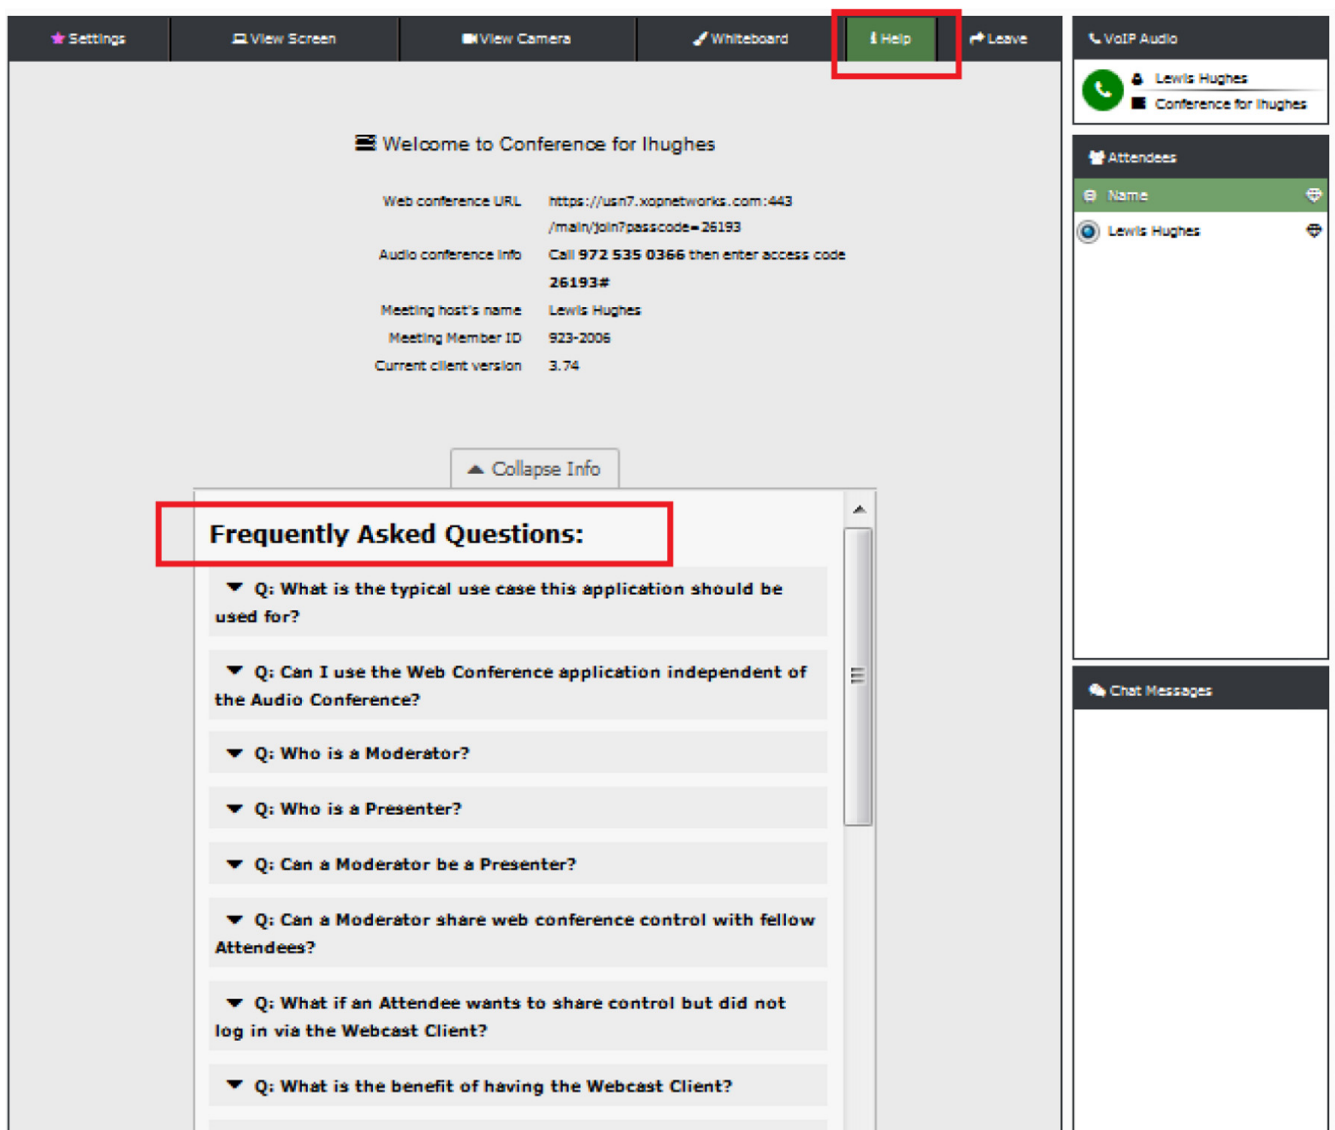 Settings
View Screen
View Camera
Whiteboard
Help
Leave
Welcome to Conference for lhughes
Web conference URL https://usn7.xopnetworks.com:443
/main/join?passcode=26193
Audio conference info Call 972 535 0366 then enter access code
26193#
Meeting host's name Lewis Hughes
Meeting Member ID 923-2006
Current client version 3.74
Collapse Info
Frequently Asked Questions:
Q: What is the typical use case this application should be
used for?
Q: Can I use the Web Conference application independent of
the Audio Conference?
Q: Who is a Moderator?
Q: Who is a Presenter?
Q: Can a Moderator be a Presenter?
Q: Can a Moderator share web conference control with fellow
Attendees?
Q: What if an Attendee wants to share control but did not
log in via the Webcast Client?
Q: What is the benefit of having the Webcast Client?
VoIP Audio
Lewis Hughes
Conference for lhughes
Attendees
Name
Lewis Hughes
Chat Messages